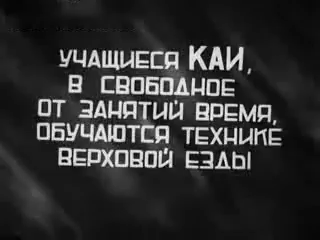 УЧАЩИЕСЯ КАИ,
В СВОБОДНОЕ
ОТ ЗАНЯТИЙ ВРЕМЯ,
ОБУЧАЮТСЯ ТЕХНИКЕ
ВЕРХОВОЙ ЕЗДЫ